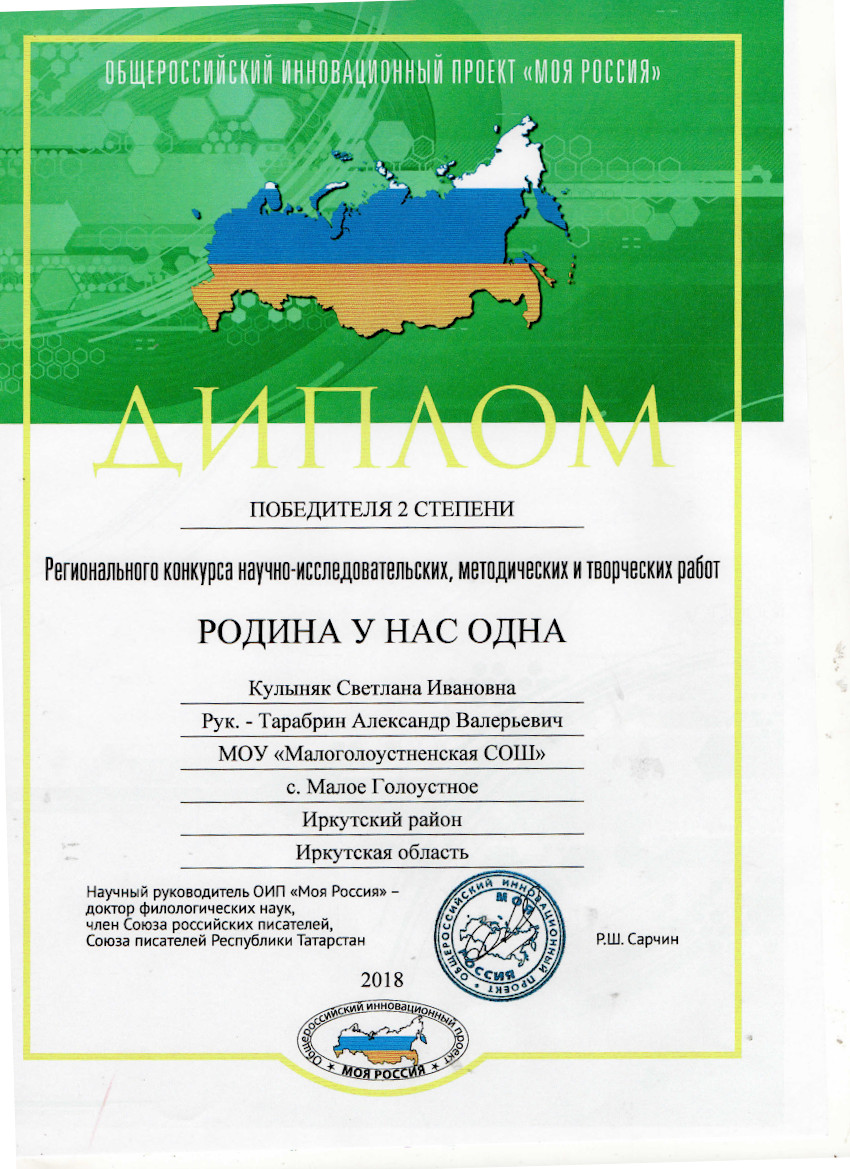 ОБЩЕРОССИЙСКИЙ ИННОВАЦИОННЫЙ ПРОЕКТ «МОЯ РОССИЯ»
ДИПЛОМ
ПОБЕДИТЕЛЯ 2 СТЕПЕНИ
Регионального конкурса научно-исследовательских, методических и творческих работ
РОДИНА У НАС ОДНА
Кулыняк Светлана Ивановна
Рук. - Тарабрин Александр Валерьевич
МОУ «Малоголоустненская СОШ»
с. Малое Голоустное
Иркутский район
Иркутская область
Научный руководитель ОИП «Моя Россия» –
доктор филологических наук,
член Союза российских писателей,
Союза писателей Республики Татарстан
ОБЩЕРОССИЙСКИЙ ИННОВАЦИОННЫЙ ПРОЕКТ
МОЯ
РОССИЯ
Р.Ш. Сарчин
2018
Общероссийский инновационный проект
МОЯ РОССИЯ